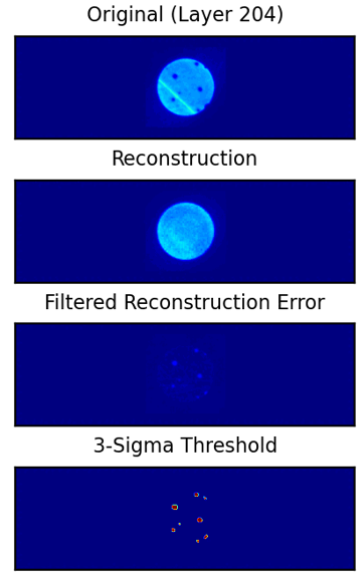 Original (Layer 204)
Reconstruction
Filtered Reconstruction Error
3-Sigma Threshold